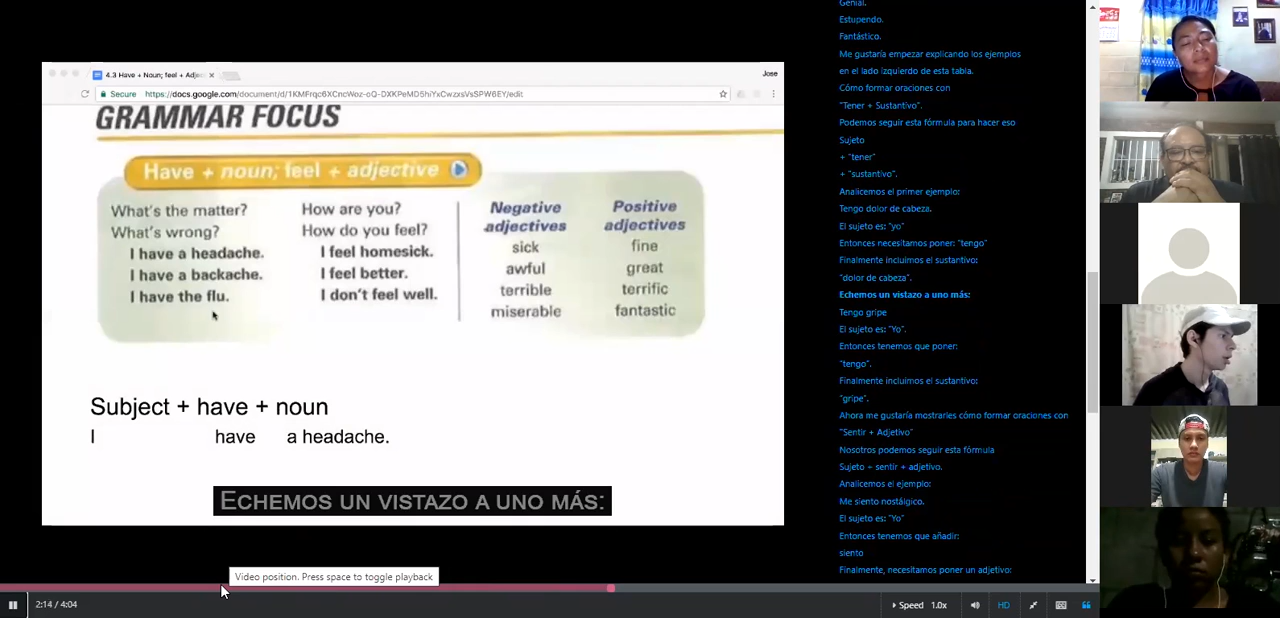 4.3 Have + Noun; feel + Adje
Jose
Secure
https://docs.google.com/document/d/1KMFrqc6XCncWoz-oQ-DXKPeMD5hiYxCwzxsVsSPW6EY/edit
GRAMMAR FOCUS
Have + noun; feel + adjective
What's the matter?
What's wrong?
I have a headache.
I have a backache.
I have the flu.
How are you?
How do you feel?
I feel homesick.
I feel better.
I don't feel well.
Negative
adjectives
sick
awful
terrible
miserable
Positive
adjectives
fine
great
terrific
fantastic
Subject + have + noun
I have a headache.
ECHEMOS UN VISTAZO A UNO MÁS:
Video position. Press space to toggle playback
2:14 / 4:04
Speed 1.0x
HD
Genial.
Estupendo.
Fantástico.
Me gustaría empezar explicando los ejemplos
en el lado izquierdo de esta tabla.
Cómo formar oraciones con
"Tener + Sustantivo".
Podemos seguir esta fórmula para hacer eso
Sujeto
+ "tener"
+ "sustantivo".
Analicemos el primer ejemplo:
Tengo dolor de cabeza.
El sujeto es: "yo"
Entonces necesitamos poner: "tengo"
Finalmente incluimos el sustantivo:
"dolor de cabeza".
Echemos un vistazo a uno más:
Tengo gripe
El sujeto es: "Yo".
Entonces tenemos que poner:
"tengo".
Finalmente incluimos el sustantivo:
"gripe".
Ahora me gustaría mostrarles cómo formar oraciones con
"Sentir + Adjetivo"
Nosotros podemos seguir esta fórmula
Sujeto + sentir + adjetivo.
Analicemos el ejemplo:
Me siento nostálgico.
El sujeto es: "Yo"
Entonces tenemos que añadir:
siento
Finalmente, necesitamos poner un adjetivo: